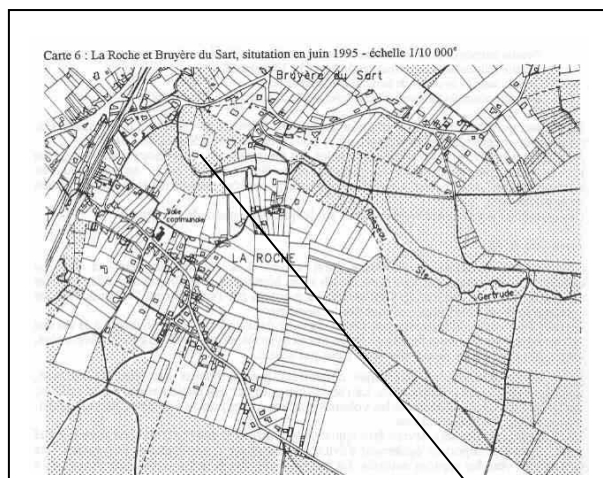 Carte 6 : La Roche et Bruyère du Sart, situtation en juin 1995 - échelle 1/10 000°
Bruyère du Sart
Ecole
communale
LA ROCHE
Ruisseau
Ste
Gertrude